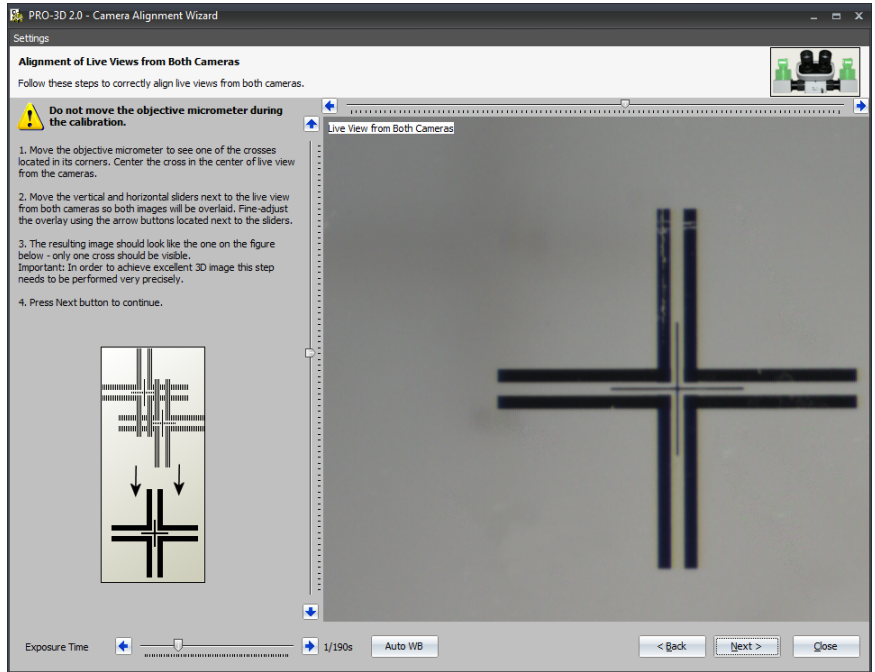 PRO-3D 2.0 - Camera Alignment Wizard
Settings
Alignment of Live Views from Both Cameras
Follow these steps to correctly align live views from both cameras.
Do not move the objective micrometer during
the calibration.
1. Move the objective micrometer to see one of the crosses
located in its corners. Center the cross in the center of live view
from the cameras.
2. Move the vertical and horizontal sliders next to the live view
from both cameras so both images will be overlaid. Fine-adjust
the overlay using the arrow buttons located next to the sliders.
3. The resulting image should look like the one on the figure
below - only one cross should be visible.
Important: In order to achieve excellent 3D image this step
needs to be performed very precisely.
4. Press Next button to continue.
Live View from Both Cameras
Exposure Time
1/190s
Auto WB
< Back
Next >
Close